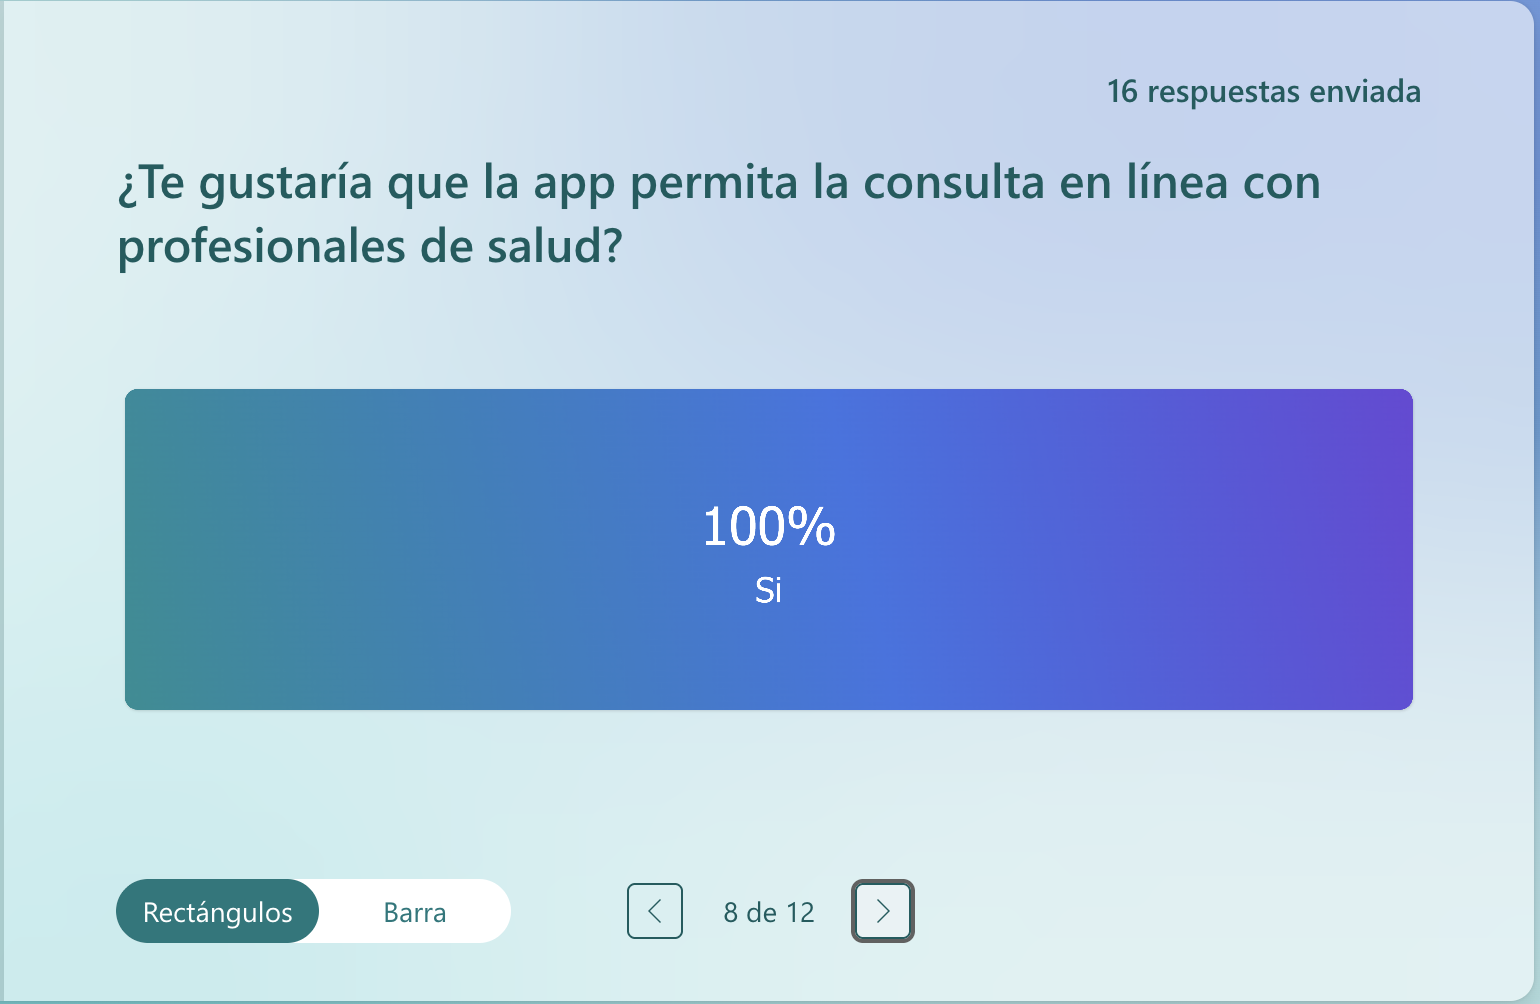 16 respuestas enviada
¿Te gustaría que la app permita la consulta en línea con
profesionales de salud?
100%
Si
Rectángulos
Barra
8 de 12